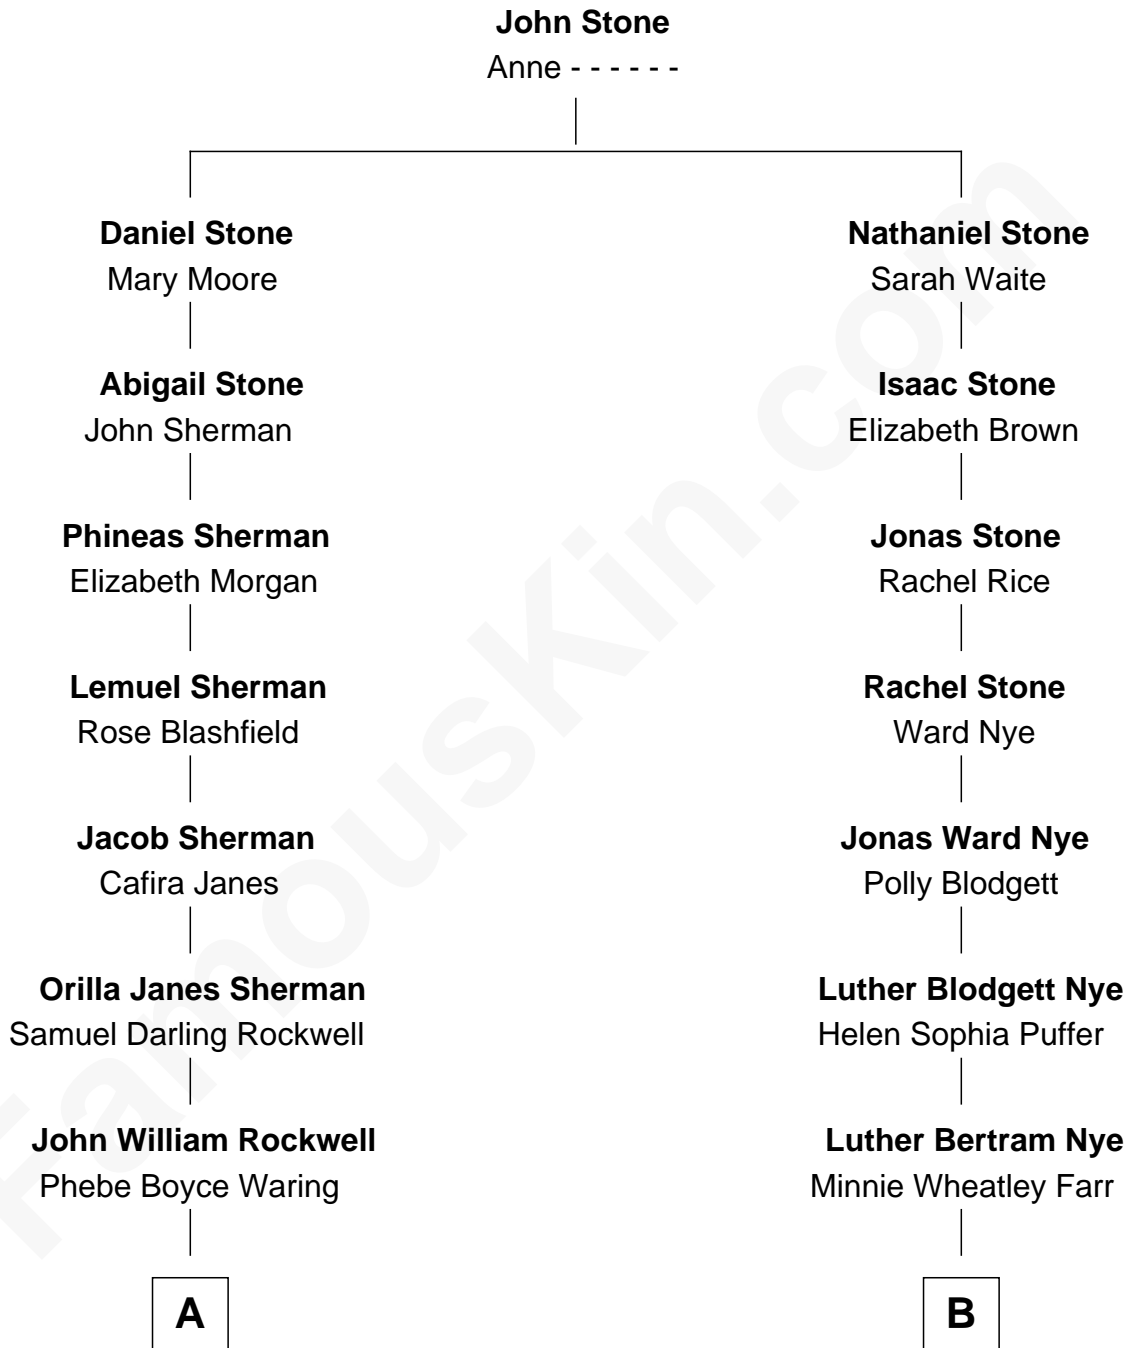 John Stone
Anne - - - - - -
Daniel Stone
Mary Moore
Nathaniel Stone
Sarah Waite
Abigail Stone
John Sherman
Isaac Stone
Elizabeth Brown
Phineas Sherman
Elizabeth Morgan
Jonas Stone
Rachel Rice
Lemuel Sherman
Rose Blashfield
Rachel Stone
Ward Nye
Jacob Sherman
Cafira Janes
Jonas Ward Nye
Polly Blodgett
Orilla Janes Sherman
Samuel Darling Rockwell
Luther Blodgett Nye
Helen Sophia Puffer
John William Rockwell
Phebe Boyce Waring
Luther Bertram Nye
Minnie Wheatley Farr
A
B
FamousKin.com